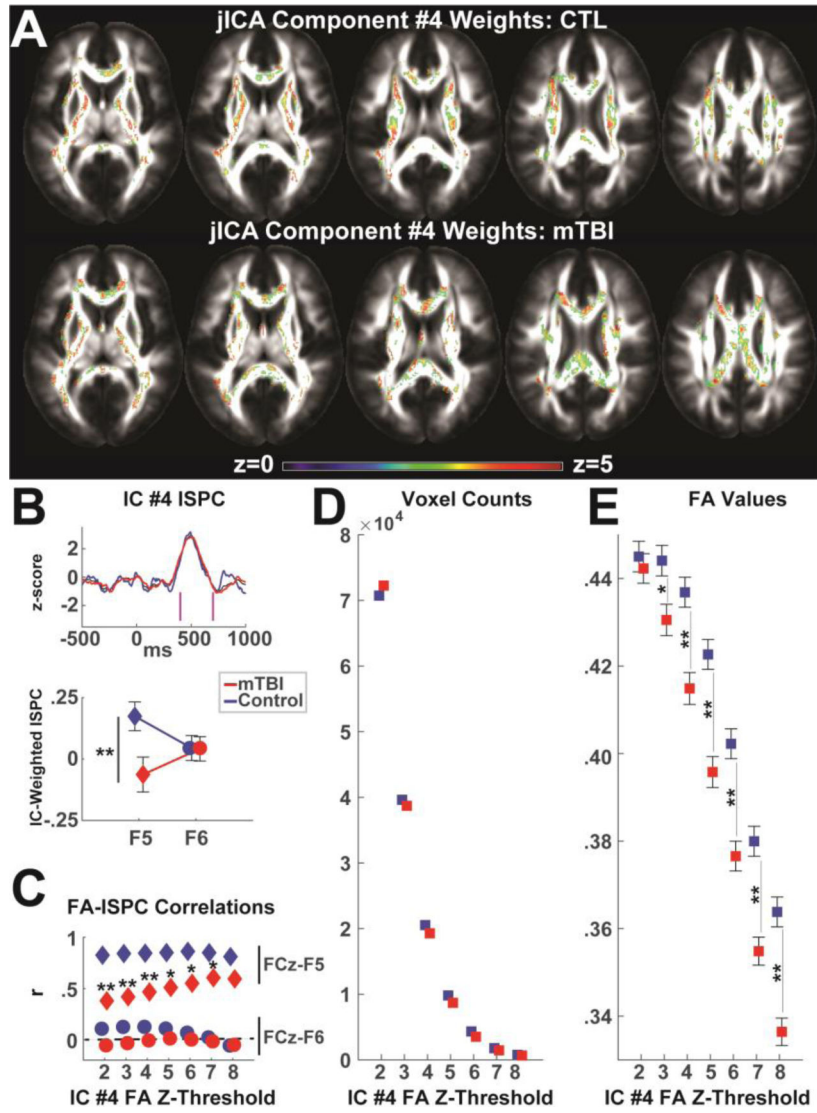 A
jICA Component #4 Weights: CTL
jICA Component #4 Weights: mTBI
z=0 z=5
B
IC #4 ISPC
z-score
2
0
-2
-500 0 500 1000
ms
mTBI
Control
IC-Weighted ISPC
.25
0
-.25
**
F5 F6
C
FA-ISPC Correlations
r
1
.5
0
** ** ** * * *
FCz-F5
FCz-F6
2 3 4 5 6 7 8
IC #4 FA Z-Threshold
D
Voxel Counts
× 10⁴
8
7
6
5
4
3
2
1
0
2 3 4 5 6 7 8
IC #4 FA Z-Threshold
E
FA Values
.44
.42
.40
.38
.36
.34
*
**
**
**
**
**
2 3 4 5 6 7 8
IC #4 FA Z-Threshold